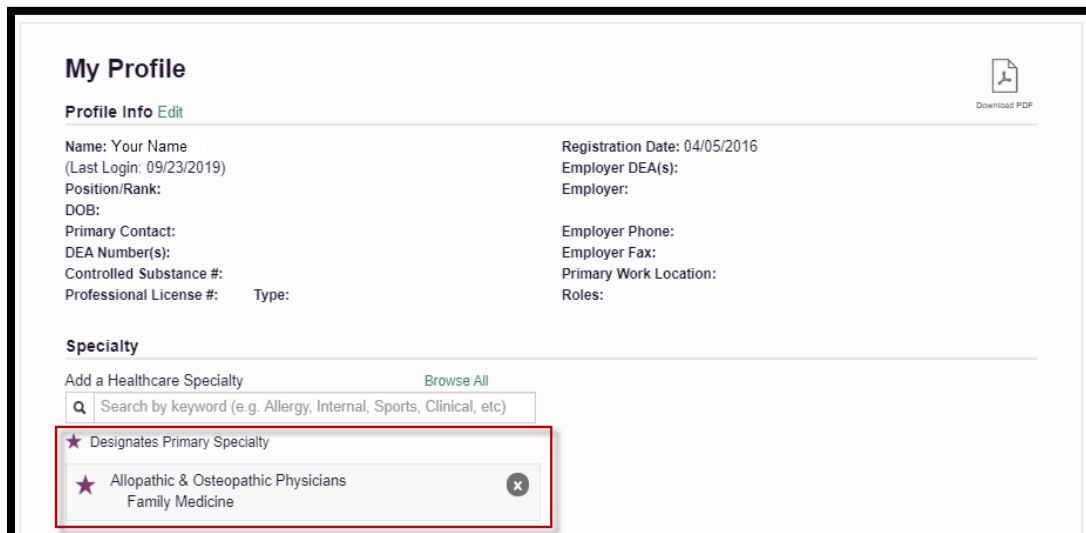 My Profile
Download PDF
Profile Info Edit
Name: Your Name
(Last Login: 09/23/2019)
Position/Rank:
DOB:
Primary Contact:
DEA Number(s):
Controlled Substance #:
Professional License #: Type:
Registration Date: 04/05/2016
Employer DEA(s):
Employer:
Employer Phone:
Employer Fax:
Primary Work Location:
Roles:
Specialty
Add a Healthcare Specialty Browse All
Search by keyword (e.g. Allergy, Internal, Sports, Clinical, etc)
Designates Primary Specialty
Allopathic & Osteopathic Physicians
Family Medicine